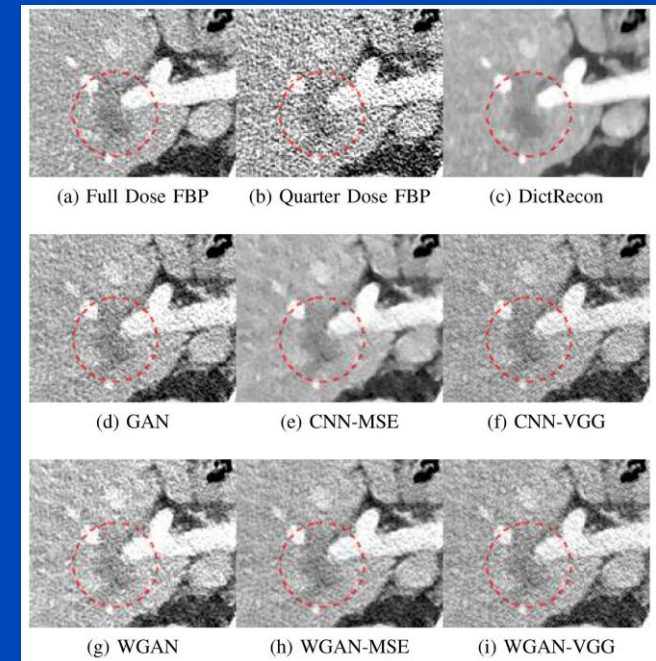 (a) Full Dose FBP (b) Quarter Dose FBP (c) DictRecon
(d) GAN (e) CNN-MSE (f) CNN-VGG
(g) WGAN (h) WGAN-MSE (i) WGAN-VGG